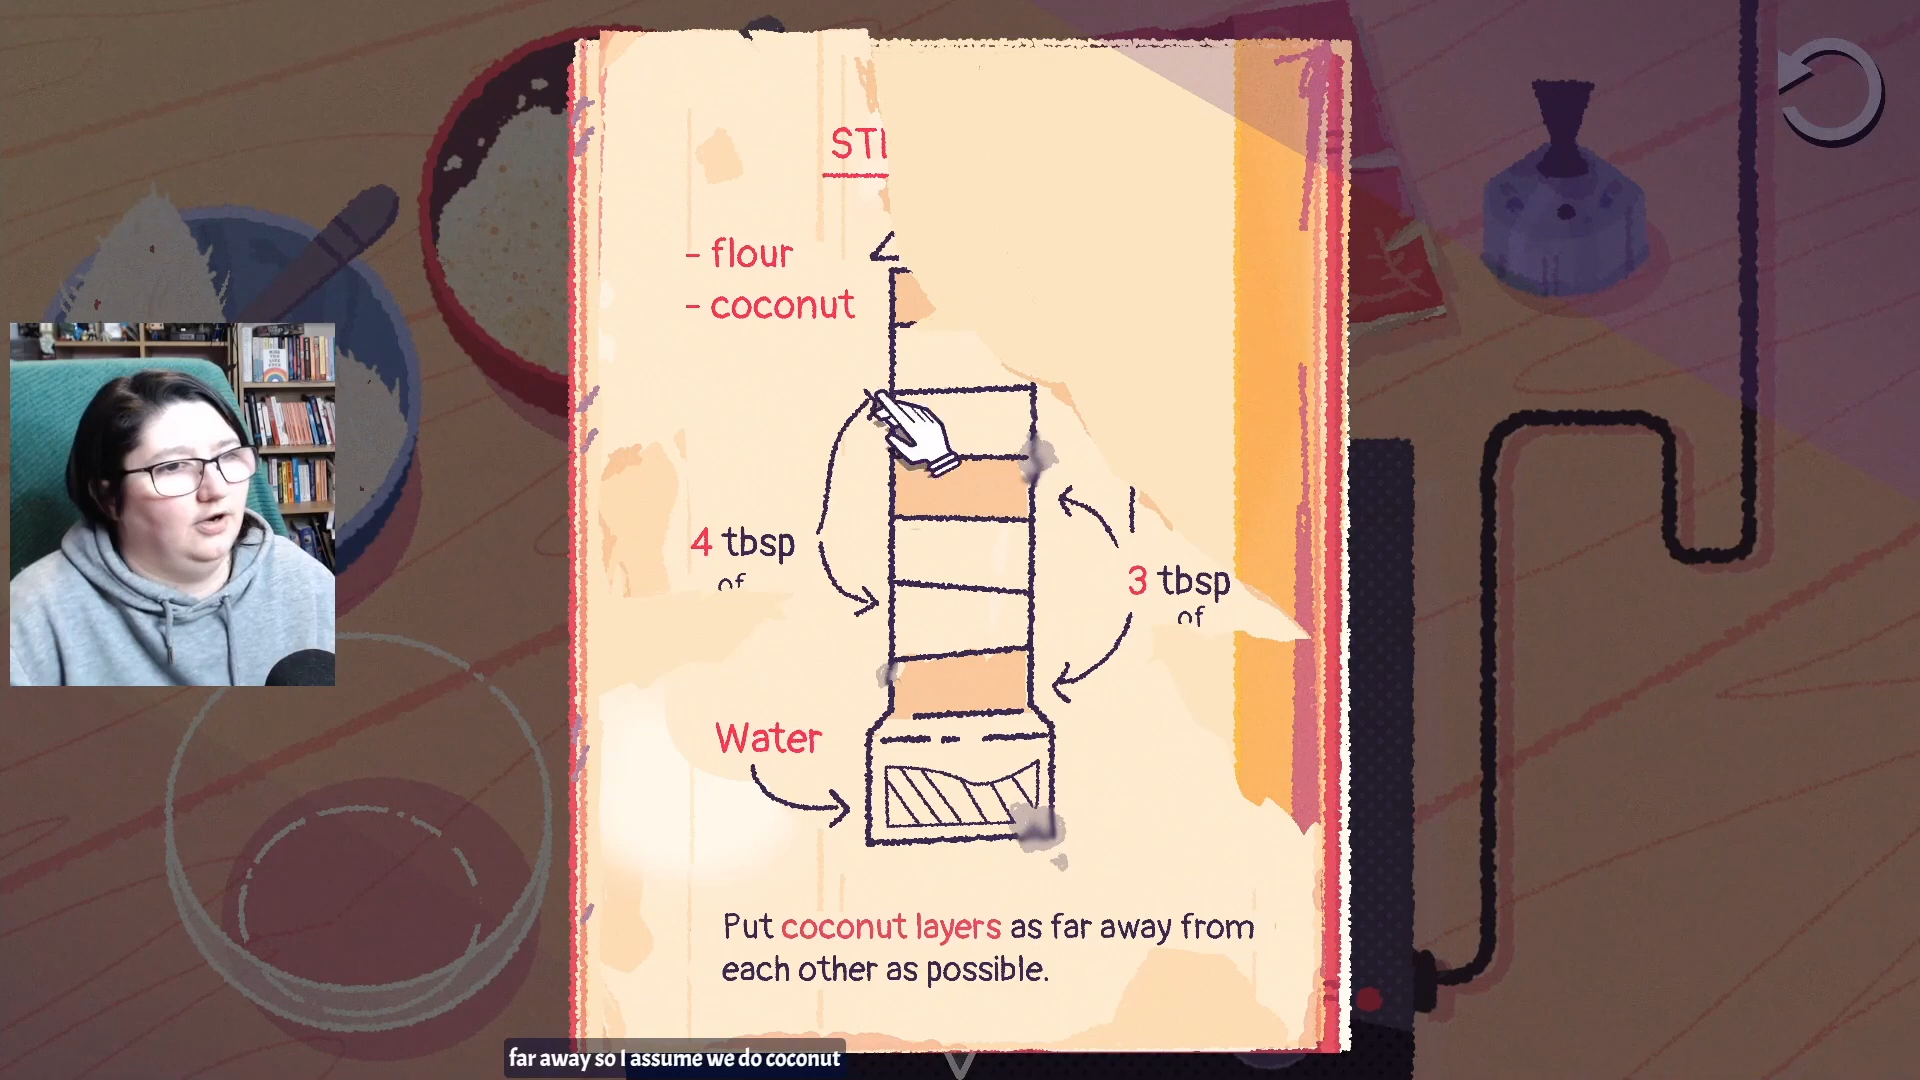 STI
- flour
- coconut
4 tbsp
of
3 tbsp
of
Water
Put coconut layers as far away from
each other as possible.
far away so I assume we do coconut